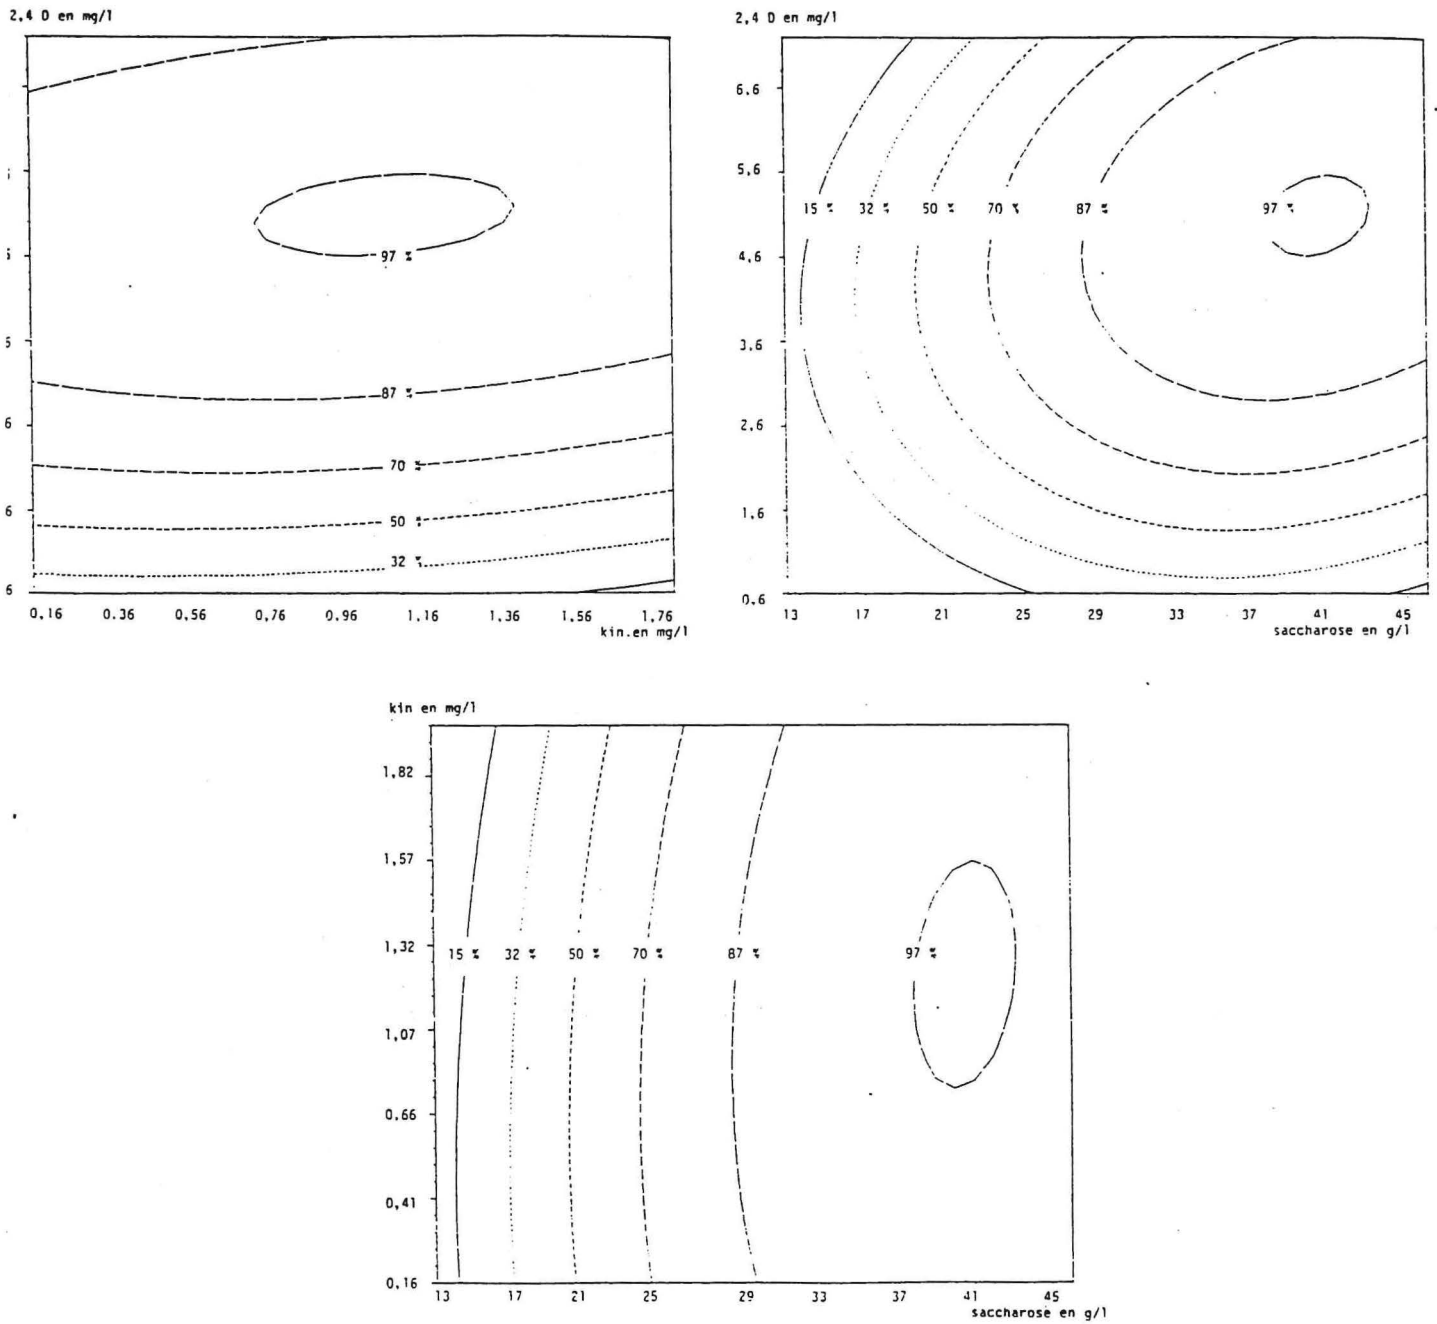 2,4 D en mg/l
97 %
87 %
70 %
50 %
32 %
6
6
6
0,16 0,36 0,56 0,76 0,96 1,16 1,36 1,56 1,76
kin.en mg/l
2,4 D en mg/l
6,6
5,6
15 % 32 % 50 % 70 % 87 % 97 %
4,6
3,6
2,6
1,6
0,6
13 17 21 25 29 33 37 41 45
saccharose en g/l
kin en mg/l
1,82
1,57
1,32
15 % 32 % 50 % 70 % 87 % 97 %
1,07
0,66
0,41
0,16
13 17 21 25 29 33 37 41 45
saccharose en g/l